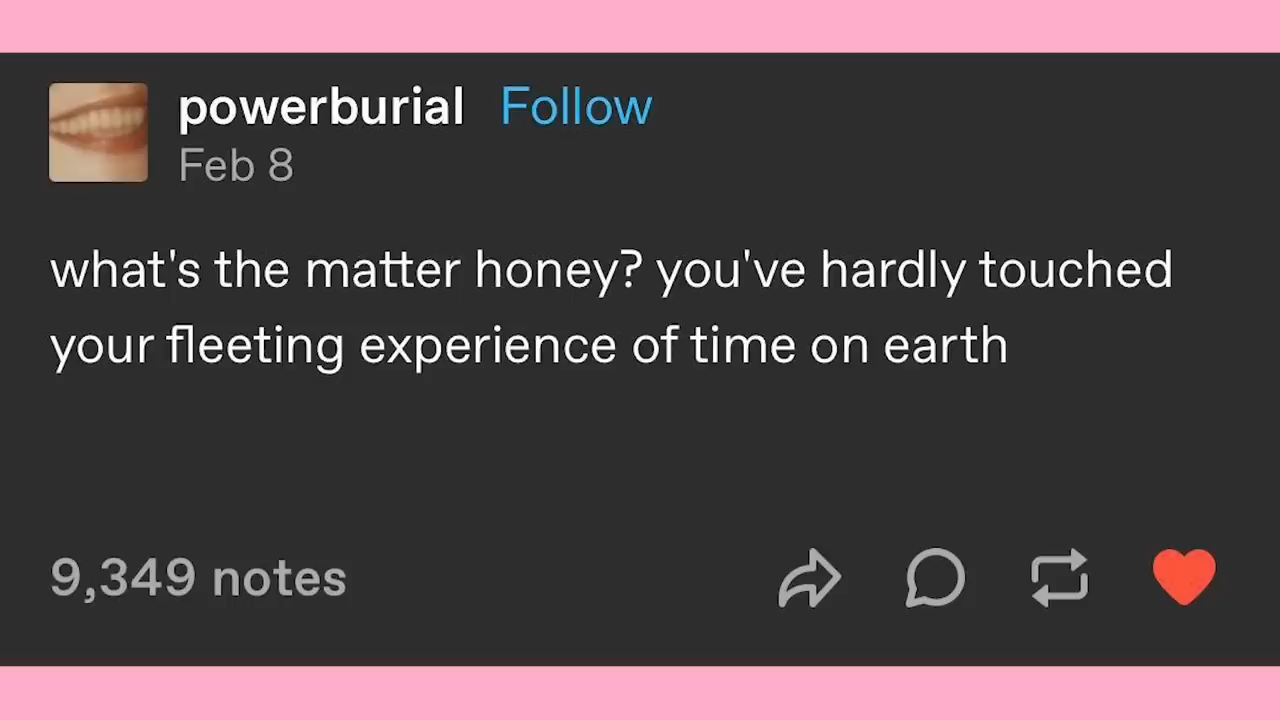 powerburial Follow
Feb 8
what's the matter honey? you've hardly touched
your fleeting experience of time on earth
9,349 notes